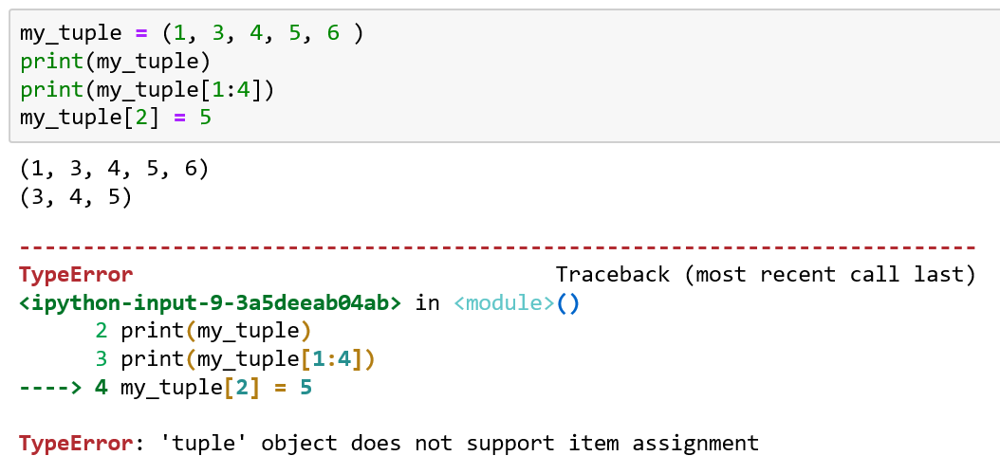 my_tuple = (1, 3, 4, 5, 6 )
print(my_tuple)
print(my_tuple[1:4])
my_tuple[2] = 5
(1, 3, 4, 5, 6)
(3, 4, 5)
---------------------------------------------------------------------------
TypeError                                 Traceback (most recent call last)
<ipython-input-9-3a5deeab04ab> in <module>()
      2 print(my_tuple)
      3 print(my_tuple[1:4])
----> 4 my_tuple[2] = 5
TypeError: 'tuple' object does not support item assignment